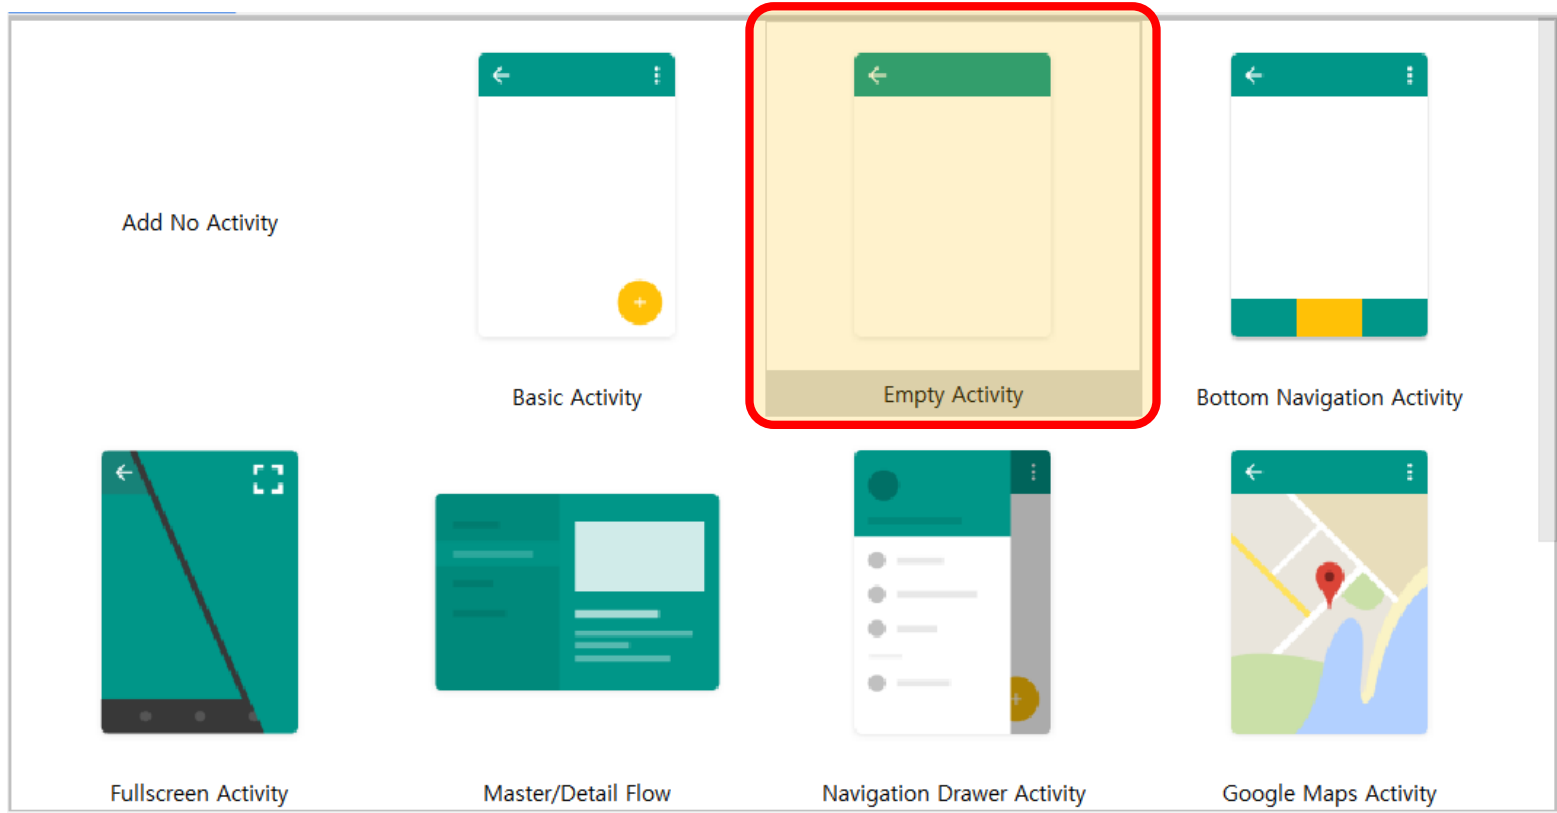 Add No Activity
Basic Activity
Empty Activity
Bottom Navigation Activity
Fullscreen Activity
Master/Detail Flow
Navigation Drawer Activity
Google Maps Activity